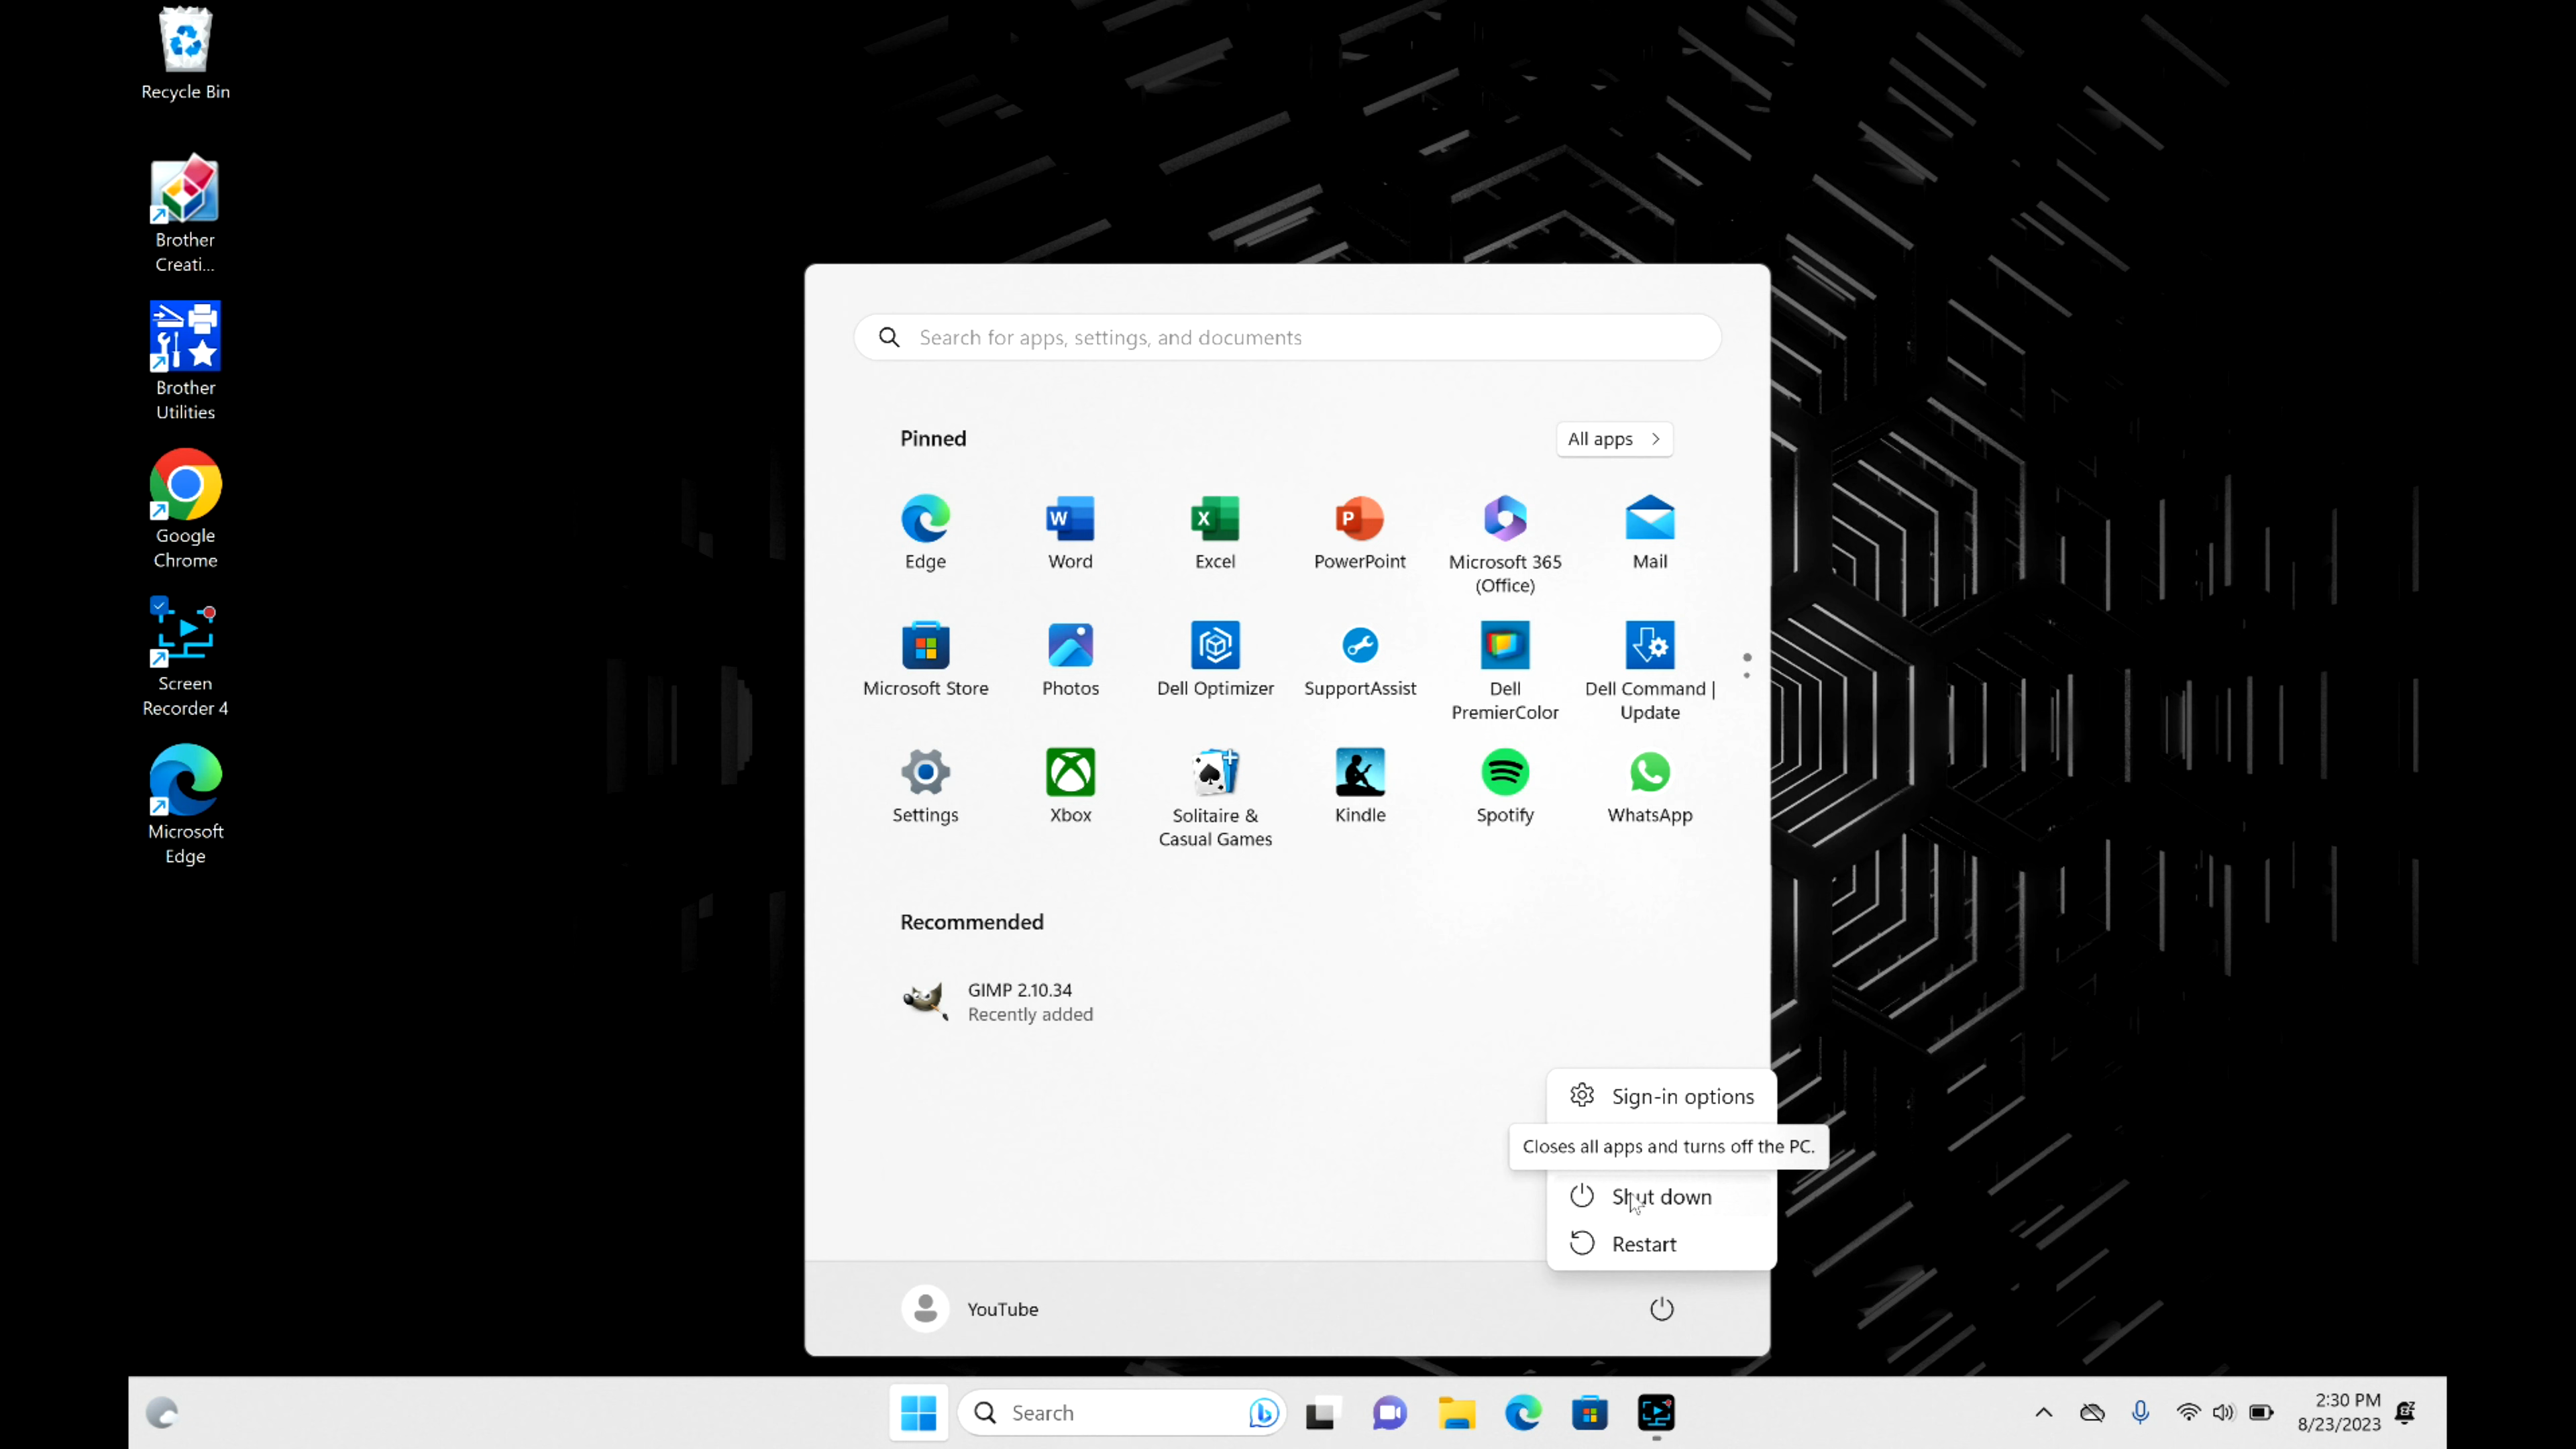 Recycle Bin
Brother
Creati...
Brother
Utilities
Google
Chrome
Screen
Recorder 4
Microsoft
Edge
Search for apps, settings, and documents
Pinned
All apps
Edge
Word
Excel
PowerPoint
Microsoft 365
(Office)
Mail
Microsoft Store
Photos
Dell Optimizer
SupportAssist
Dell
PremierColor
Dell Command |
Update
Settings
Xbox
Solitaire &
Casual Games
Kindle
Spotify
WhatsApp
Recommended
GIMP 2.10.34
Recently added
Sign-in options
Closes all apps and turns off the PC.
Shut down
Restart
YouTube
Search
2:30 PM
8/23/2023